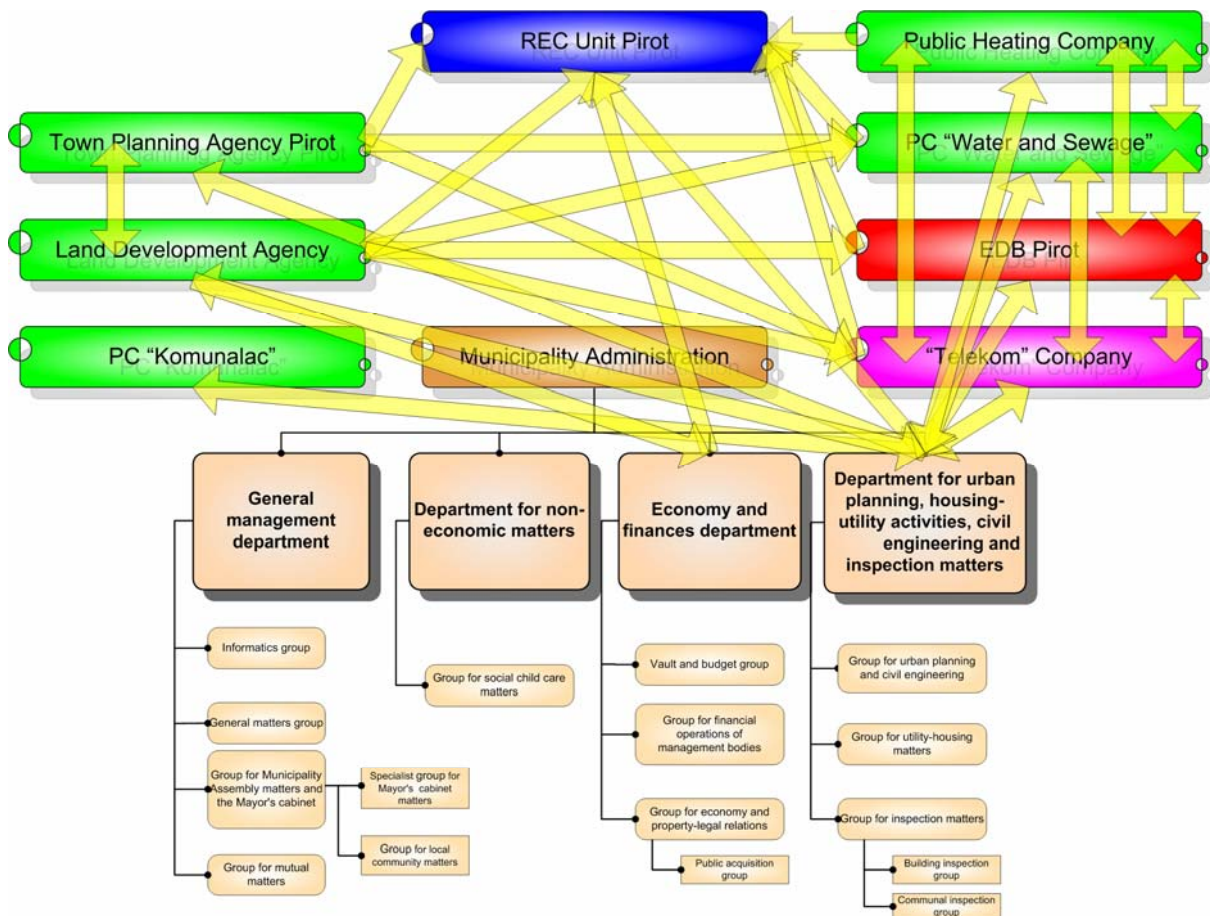 REC Unit Pirot
Public Heating Company
Town Planning Agency Pirot
PC “Water and Sewage”
Land Development Agency
EDB Pirot
PC “Komunalac”
Municipality Administration
“Telekom” Company
General
management
department
Department for non-
economic matters
Economy and
finances department
Department for urban
planning, housing-
utility activities, civil
engineering and
inspection matters
Informatics group
General matters group
Group for Municipality
Assembly matters and
the Mayor's cabinet
Specialist group for
Mayor's cabinet
matters
Group for local
community matters
Group for mutual
matters
Group for social child care
matters
Vault and budget group
Group for financial
operations of
management bodies
Group for economy and
property-legal relations
Public acquisition
group
Group for urban planning
and civil engineering
Group for utility-housing
matters
Group for inspection matters
Building inspection
group
Communal inspection
group